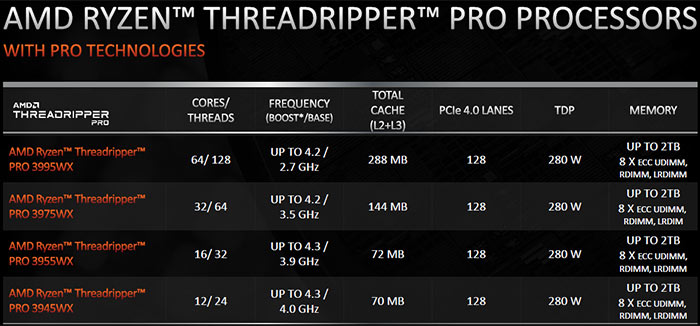 AMD RYZEN™ THREADRIPPER™ PRO PROCESSORS
WITH PRO TECHNOLOGIES
AMD
THREADRIPPER
PRO
CORES/
THREADS
FREQUENCY
(BOOST*/BASE)
TOTAL
CACHE
(L2+L3)
PCIe 4.0 LANES
TDP
MEMORY
AMD Ryzen™ Threadripper™
PRO 3995WX
64/ 128
UP TO 4.2 /
2.7 GHz
288 MB
128
280 W
UP TO 2TB
8 X ECC UDIMM,
RDIMM, LRDIMM
AMD Ryzen™ Threadripper™
PRO 3975WX
32/ 64
UP TO 4.2 /
3.5 GHz
144 MB
128
280 W
UP TO 2TB
8 X ECC UDIMM,
RDIMM, LRDIM
AMD Ryzen™ Threadripper™
PRO 3955WX
16/ 32
UP TO 4.3 /
3.9 GHz
72 MB
128
280 W
UP TO 2TB
8 X ECC UDIMM,
RDIMM, LRDIMM
AMD Ryzen™ Threadripper™
PRO 3945WX
12/ 24
UP TO 4.3 /
4.0 GHz
70 MB
128
280 W
UP TO 2TB
8 X ECC UDIMM,
RDIMM, LRDIMM